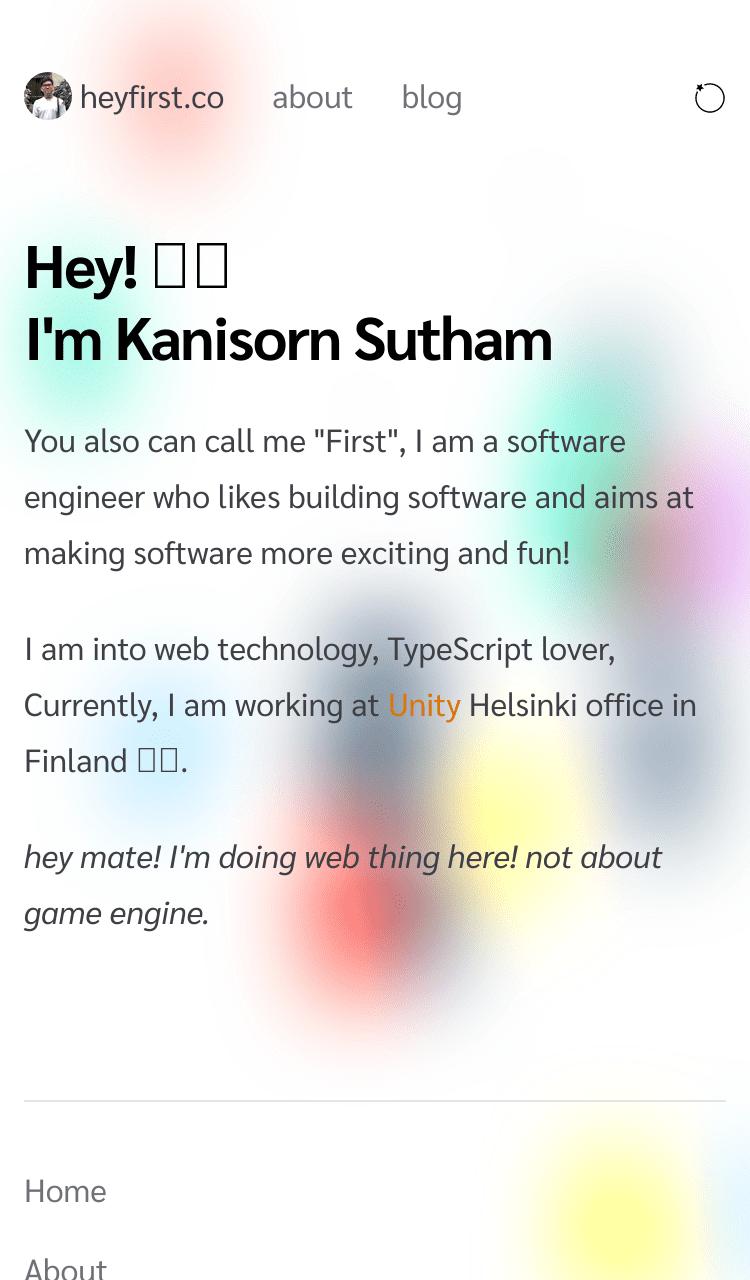 heyfirst.co about blog
Hey! 
I'm Kanisorn Sutham
You also can call me "First", I am a software
engineer who likes building software and aims at
making software more exciting and fun!
I am into web technology, TypeScript lover,
Currently, I am working at Unity Helsinki office in
Finland .
hey mate! I'm doing web thing here! not about
game engine.
Home
About